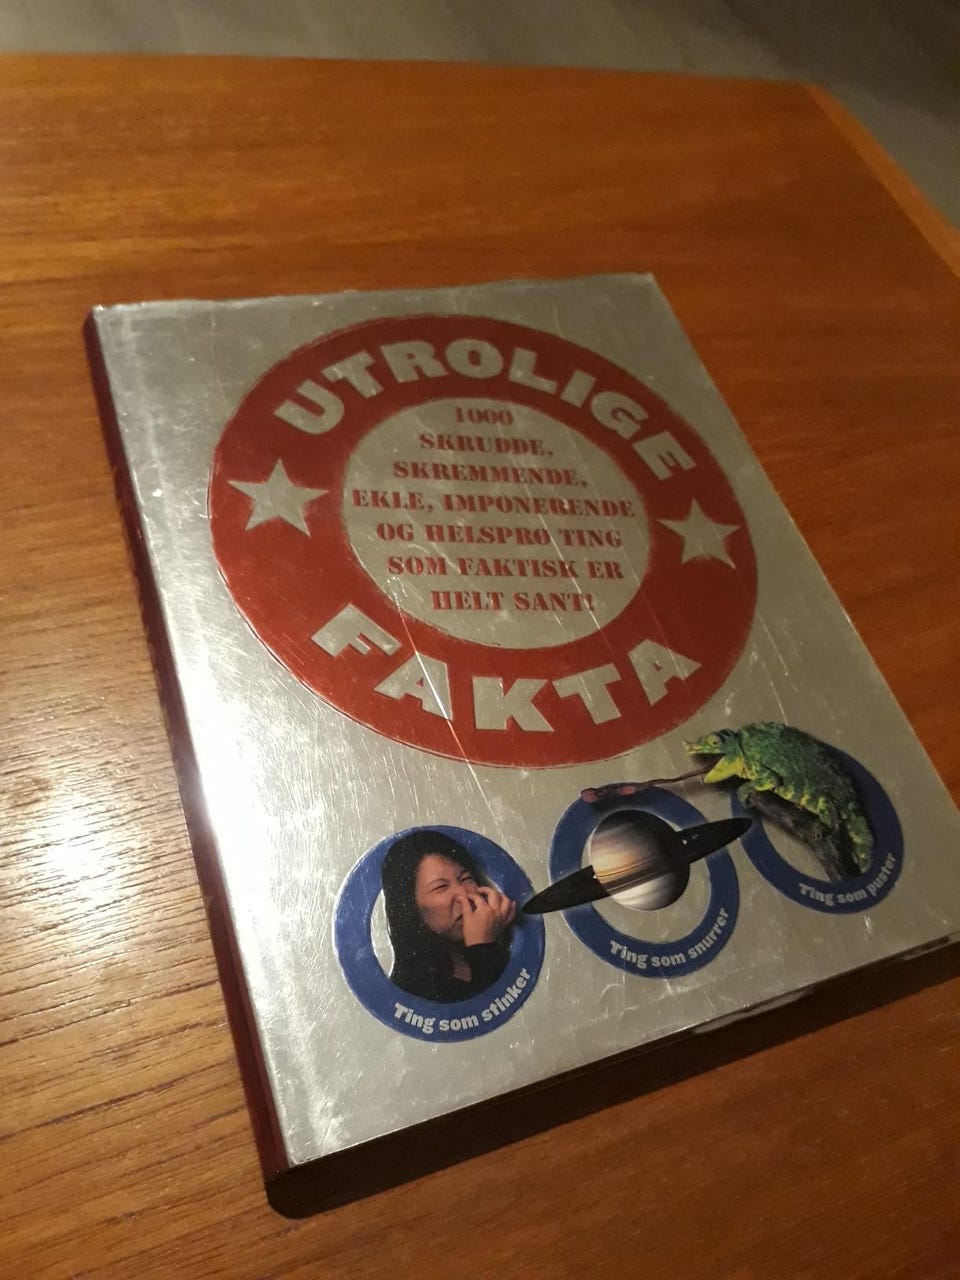 UTROLIGE
1000
SKRUDDE,
SKREMMENDE,
EKLE, IMPONERENDE
OG HELSPRØ TING
SOM FAKTISK ER
HELT SANT!
FAKTA
Ting som stinker
Ting som snurrer
Ting som puster